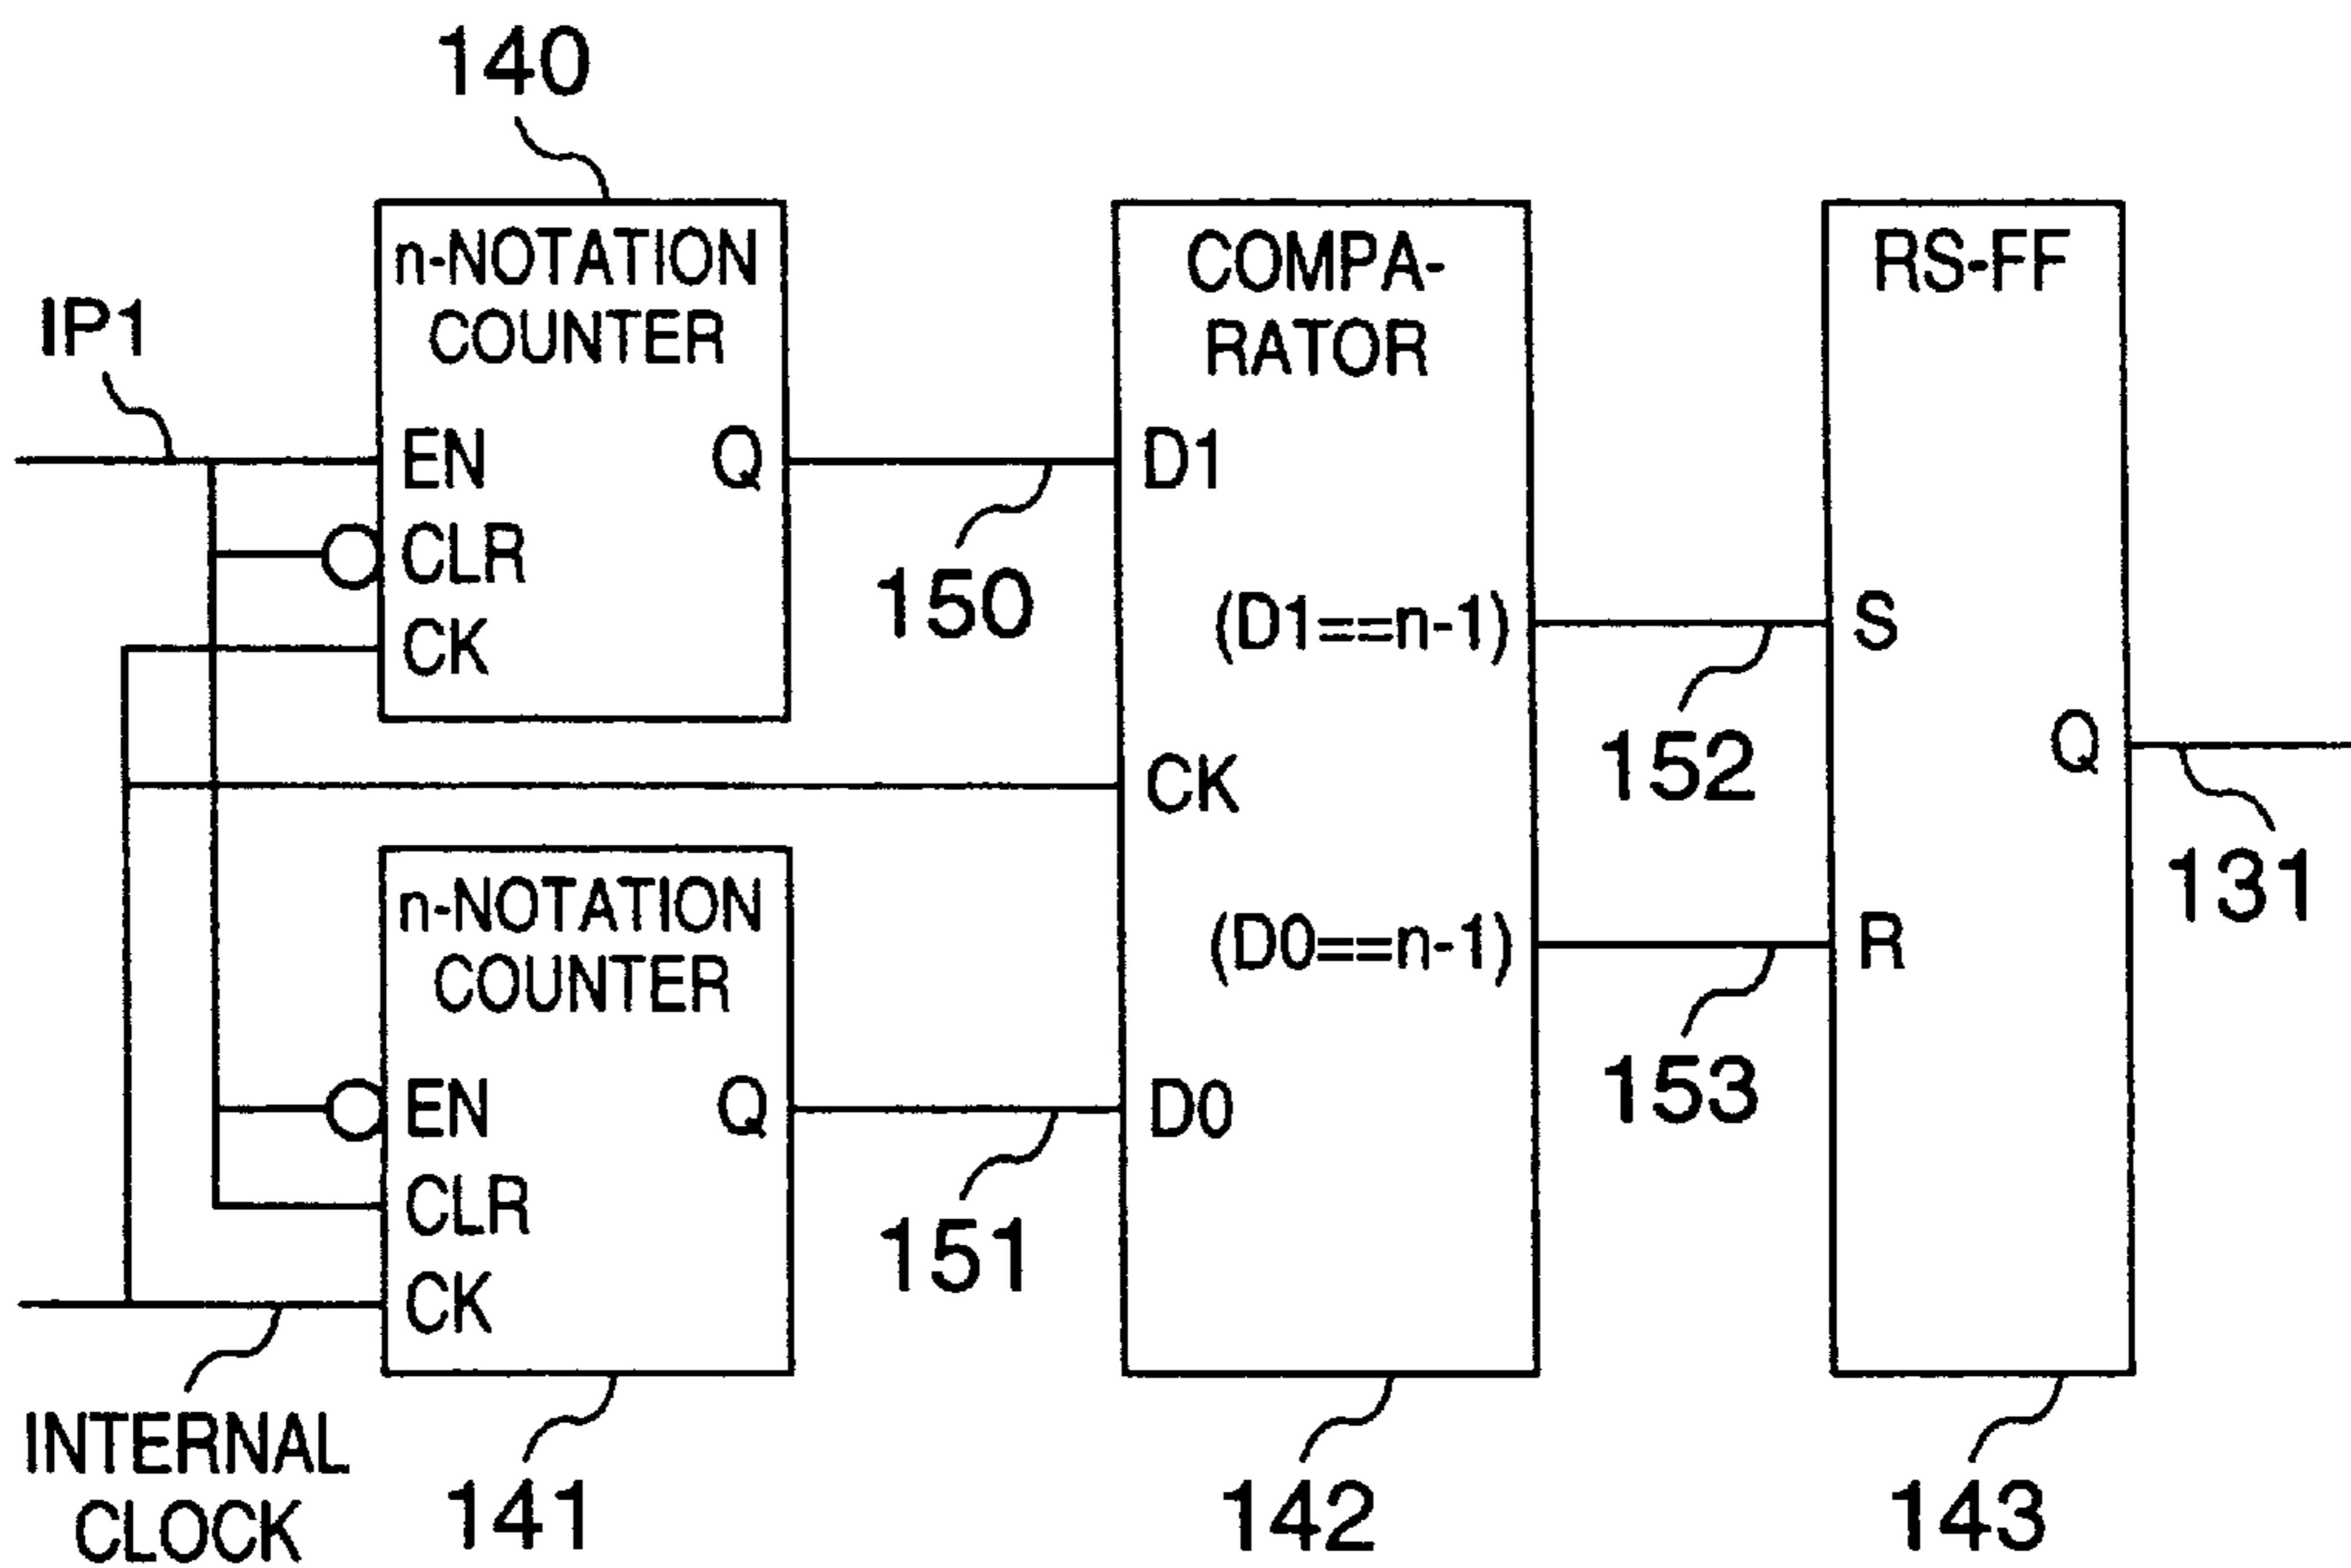 140
n-NOTATION
COUNTER
IP1
EN
Q
CLR
CK
150
COMPA-
RATOR
D1
(D1==n-1)
CK
(D0==n-1)
D0
RS-FF
S
Q
R
152
153
131
n-NOTATION
COUNTER
EN
Q
CLR
CK
151
INTERNAL
CLOCK
141
142
143